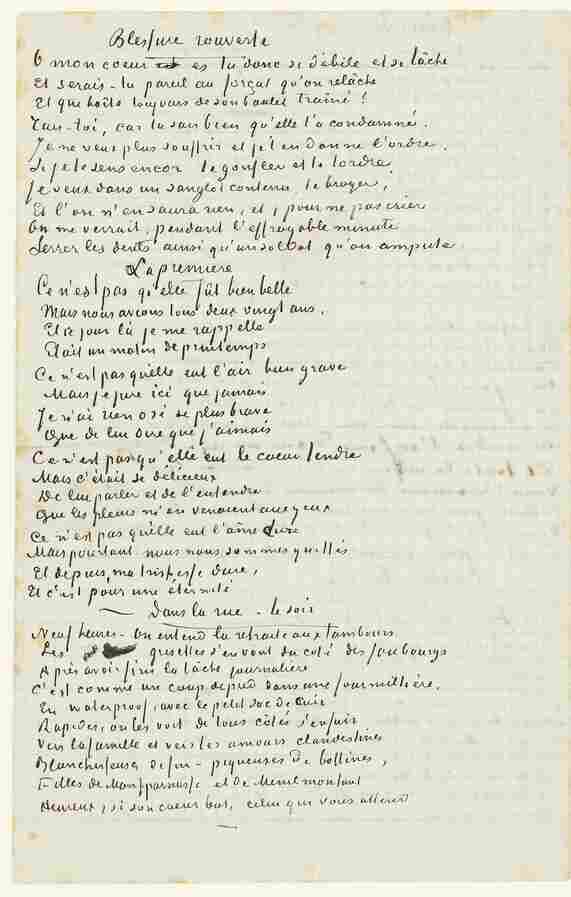 Blessure rouverte
O mon coeur es tu donc si débile et si lâche
Et serais-tu pareil au forçat qu'on relâche
Et qui boîte toujours de son boulet traîné !
Tais-toi, car tu sais bien qu'elle t'a condamné.
Je ne veux plus souffrir et je t'en donne l'ordre.
Si je te sens encor te gonfler et te tordre
Je veux dans un sanglot contenu, te broyer,
Et l'on n'en saura rien, et, pour ne pas crier
On me verrait, pendant l'effroyable minute
Serrer les dents ainsi qu'un soldat qu'on ampute
La première
Ce n'est pas qu'elle fût bien belle
Mais nous avions tous deux vingt ans.
Et ce jour là je me rappelle
Etait un matin de printemps
Ce n'est pas qu'elle eut l'air bien grave
Mais je jure ici que jamais
Je n'ai rien osé de plus brave
Que de lui dire que j'aimais
Ce n'est pas qu'elle eut le coeur tendre
Mais c'était si délicieux
De lui parler et de l'entendre
Que les pleurs m'en venaient aux yeux
Ce n'est pas qu'elle eut l'âme dure
Mais pourtant nous nous sommes quittés
Et depuis, ma tristesse dure,
Et c'est pour une éternité
Dans la rue - le soir
Neuf heures - On entend la retraite aux tambours
Les grisettes s'en vont du coté des faubourgs
Après avoir fini la tâche journalière
C'est comme un coup de pied dans une fourmillière.
En waterproof, avec le petit sac de cuir
Rapides, on les voit de tous côtés s'enfuir
Vers la famille et vers les amours clandestines
Blanchisseuses de fin - piqueuses de bottines,
Filles de Montparnasse et de Menilmontant
Heureux, si son coeur bat, celui qui vous attend